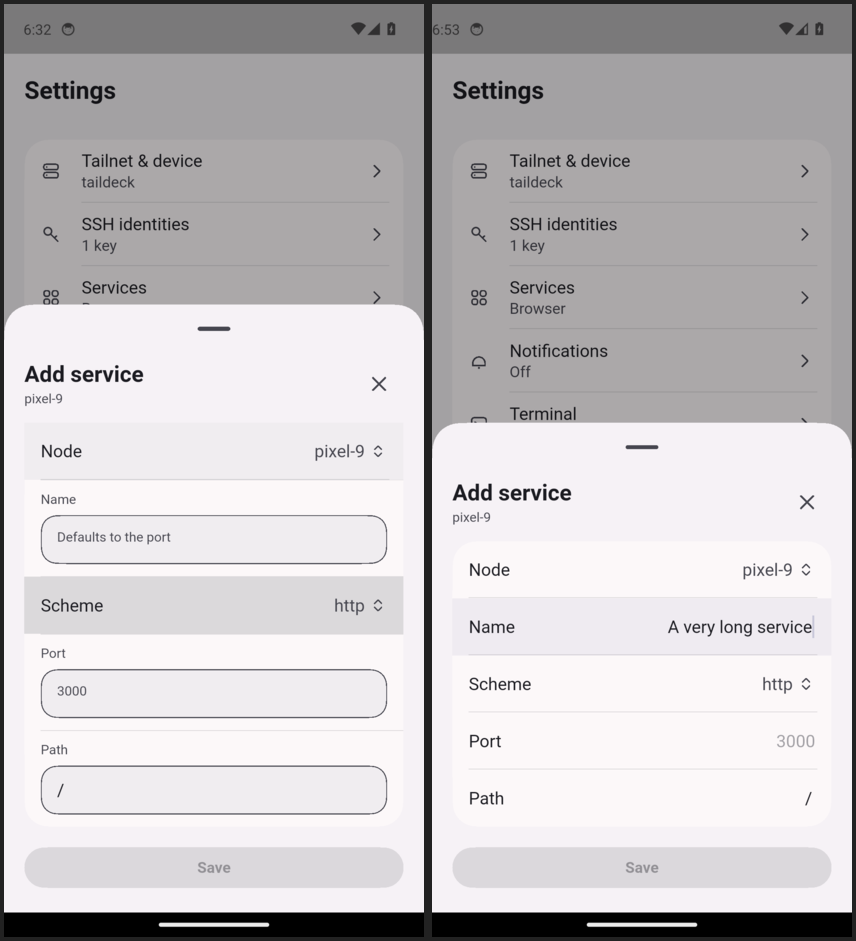 6:32
Settings
Tailnet & device
taildeck
SSH identities
1 key
Services
Add service
pixel-9
Node
pixel-9
Name
Defaults to the port
Scheme
http
Port
3000
Path
/
Save
6:53
Settings
Tailnet & device
taildeck
SSH identities
1 key
Services
Browser
Notifications
Off
Terminal
Add service
pixel-9
Node
pixel-9
Name
A very long service
Scheme
http
Port
3000
Path
/
Save